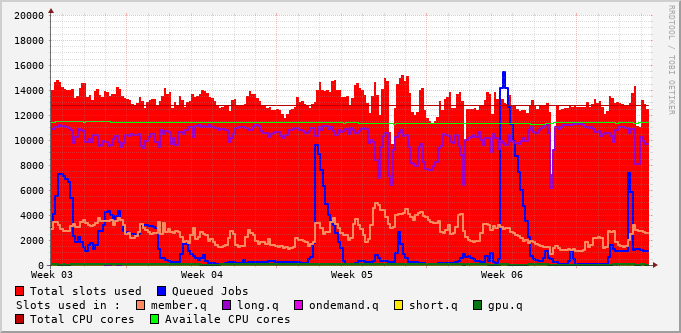 20000
18000
16000
14000
12000
10000
8000
6000
4000
2000
0
Week 03 Week 04 Week 05 Week 06
RRDTOOL / TOBI OETIKER
Total slots used Queued Jobs
Slots used in : member.q long.q ondemand.q short.q gpu.q
Total CPU cores Availale CPU cores